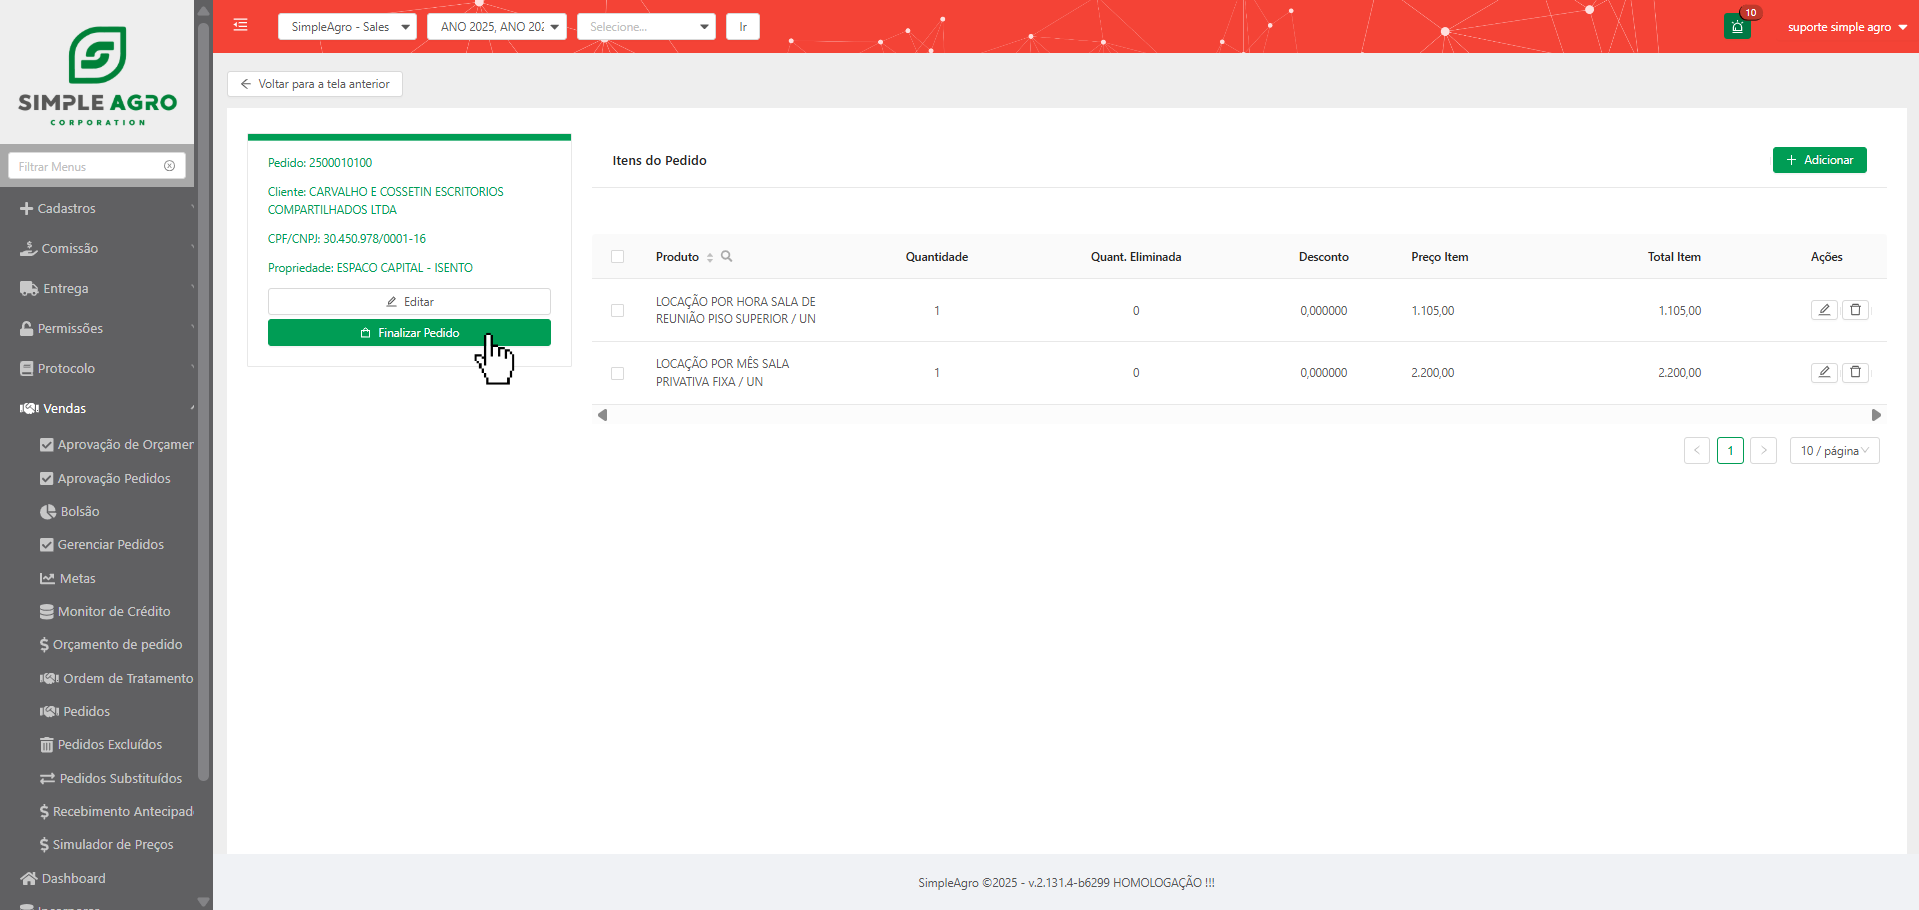 SimpleAgro - Sales
ANO 2025, ANO 202
Selecione...
Ir
10
suporte simple agro
SIMPLE AGRO
CORPORATION
Filtrar Menus
Cadastros
Comissão
Entrega
Permissões
Protocolo
Vendas
Aprovação de Orçamen
Aprovação Pedidos
Bolsão
Gerenciar Pedidos
Metas
Monitor de Crédito
Orçamento de pedido
Ordem de Tratamento
Pedidos
Pedidos Excluídos
Pedidos Substituídos
Recebimento Antecipad
Simulador de Preços
Dashboard
Voltar para a tela anterior
Pedido: 2500010100
Cliente: CARVALHO E COSSETIN ESCRITORIOS
COMPARTILHADOS LTDA
CPF/CNPJ: 30.450.978/0001-16
Propriedade: ESPACO CAPITAL - ISENTO
Editar
Finalizar Pedido
Itens do Pedido
Adicionar
Produto Quantidade Quant. Eliminada Desconto Preço Item Total Item Ações
LOCAÇÃO POR HORA SALA DE
REUNIÃO PISO SUPERIOR / UN 1 0 0,000000 1.105,00 1.105,00
LOCAÇÃO POR MÊS SALA
PRIVATIVA FIXA / UN 1 0 0,000000 2.200,00 2.200,00
1
10 / página
SimpleAgro ©2025 - v.2.131.4-b6299 HOMOLOGAÇÃO !!!